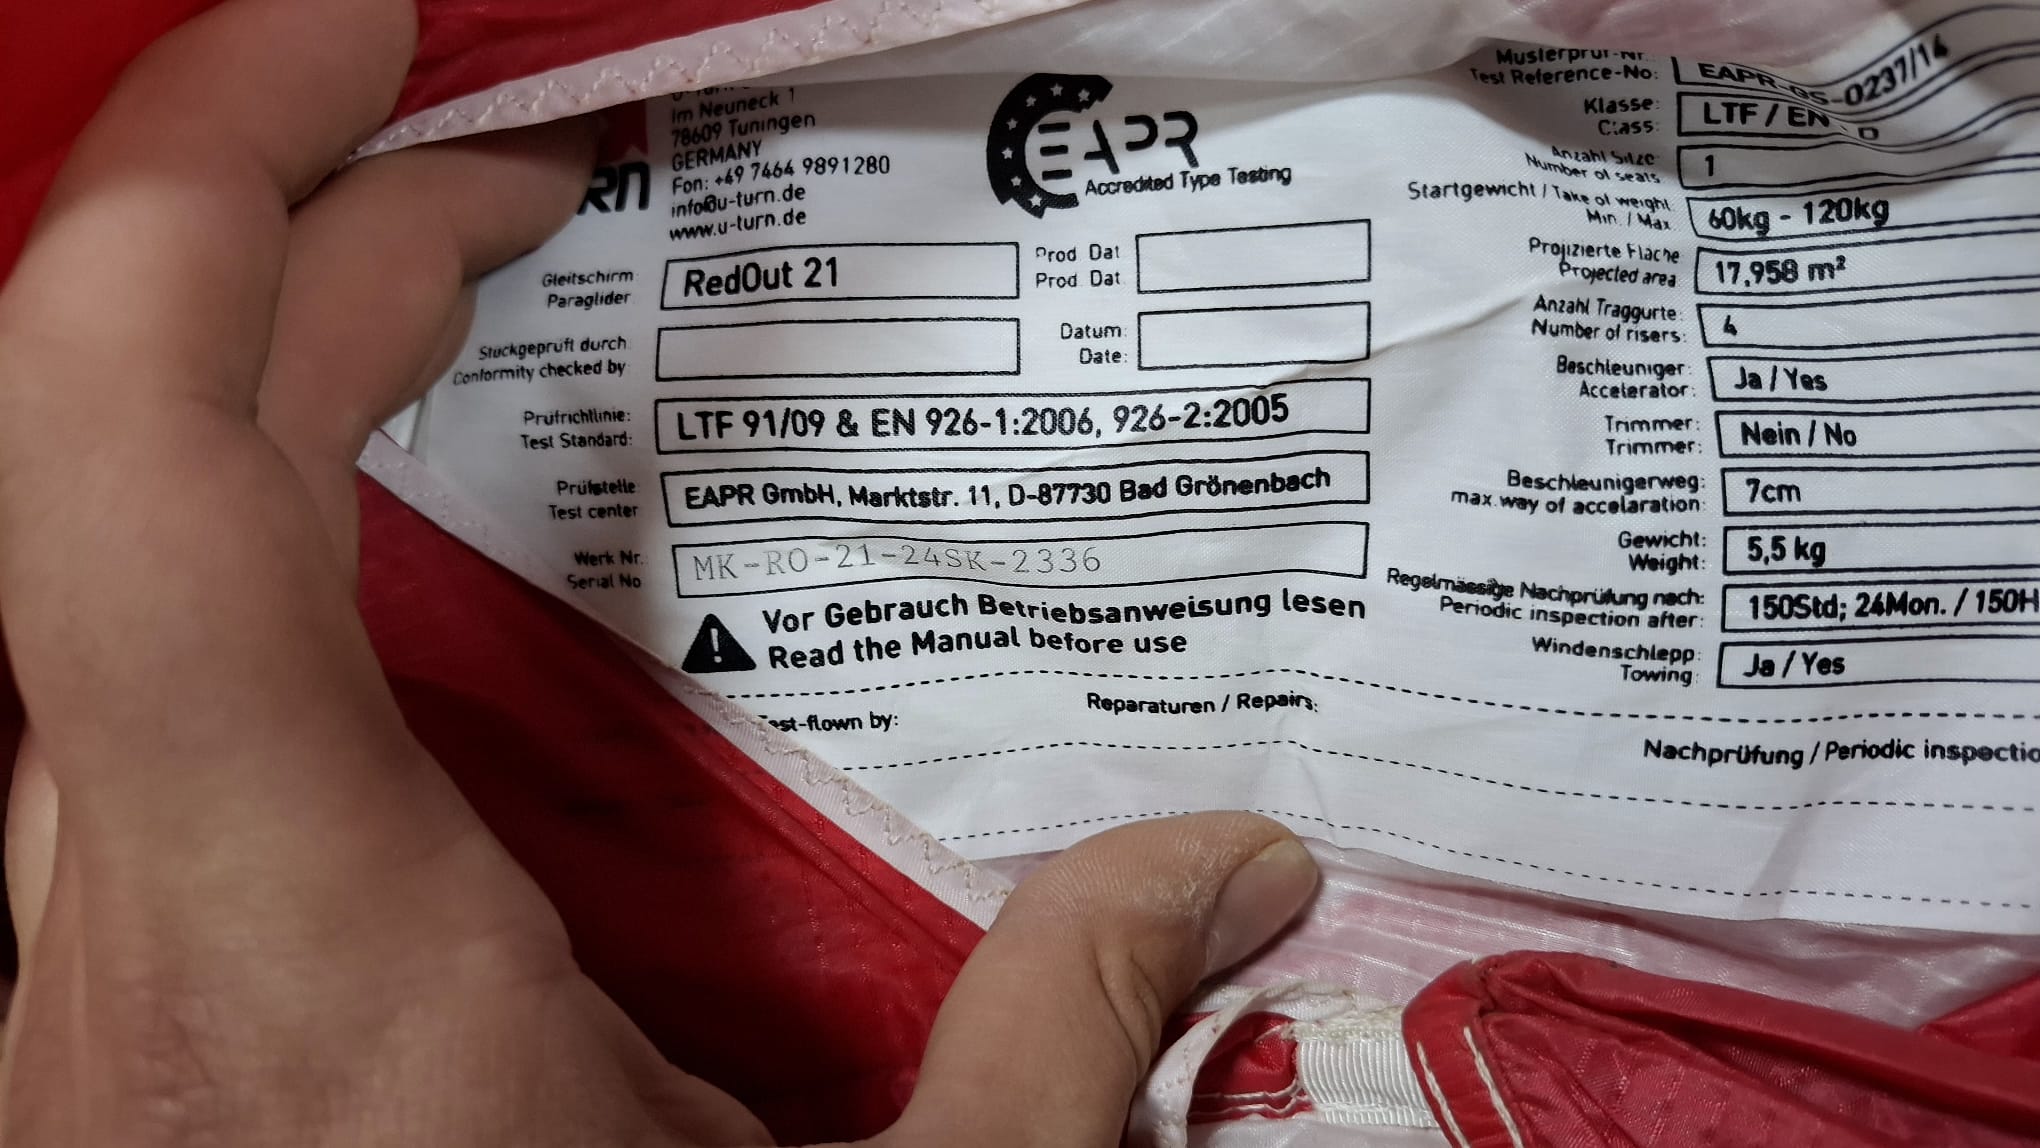 Im Neuneck 1
78609 Tuningen
GERMANY
Fon: +49 7464 9891280
info@u-turn.de
www.u-turn.de
EAPR
Accredited Type Testing
Gleitschirm
Paraglider
RedOut 21
Prod Dat
Prod. Dat
Stückgeprüft durch
Conformity checked by
Datum:
Date:
Prüfrichtlinie:
Test Standard:
LTF 91/09 & EN 926-1:2006, 926-2:2005
Prüfstelle
Test center
EAPR GmbH, Marktstr. 11, D-87730 Bad Grönenbach
Werk Nr.
Serial No
MK-RO-21-24SK-2336
Vor Gebrauch Betriebsanweisung lesen
Read the Manual before use
Musterprüf-Nr.
Test Reference-No:
EAPR-GS-0237/14
Klasse:
Class:
LTF / EN - D
Anzahl Sitze
Number of seats
1
Startgewicht / Take of weight
Min. / Max
60kg - 120kg
Projizierte Fläche
Projected area
17,958 m²
Anzahl Traggurte:
Number of risers:
4
Beschleuniger:
Accelerator:
Ja / Yes
Trimmer:
Trimmer:
Nein / No
Beschleunigerweg:
max.way of accelaration:
7cm
Gewicht:
Weight:
5,5 kg
Regelmässige Nachprüfung nach:
Periodic inspection after:
150Std; 24Mon. / 150H
Windenschlepp:
Towing:
Ja / Yes
est-flown by:
Reparaturen / Repairs:
Nachprüfung / Periodic inspectio